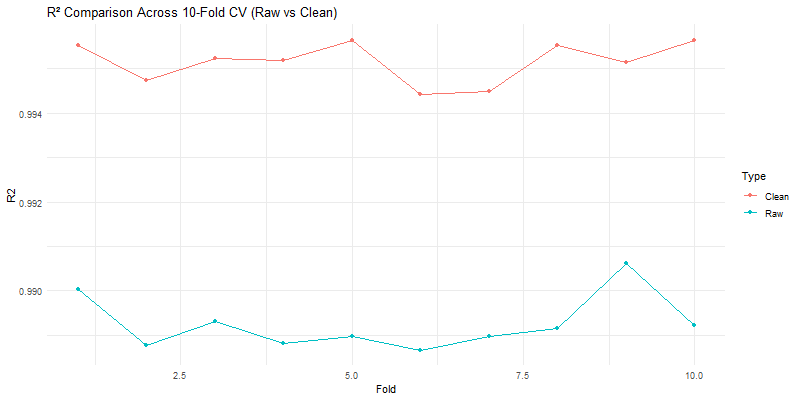 R² Comparison Across 10-Fold CV (Raw vs Clean)
0.994
0.992
0.990
R2
2.5
5.0
7.5
10.0
Fold
Type
Clean
Raw